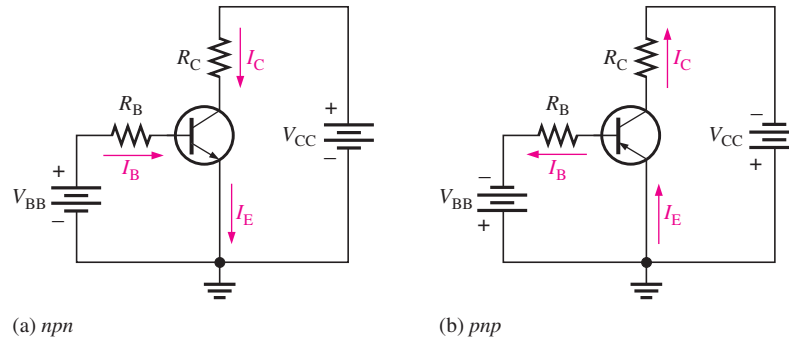 R_C
I_C
R_B
+
V_CC
−
I_B
+
V_BB
−
I_E
(a) npn
R_C
I_C
R_B
−
V_CC
+
I_B
−
V_BB
+
I_E
(b) pnp